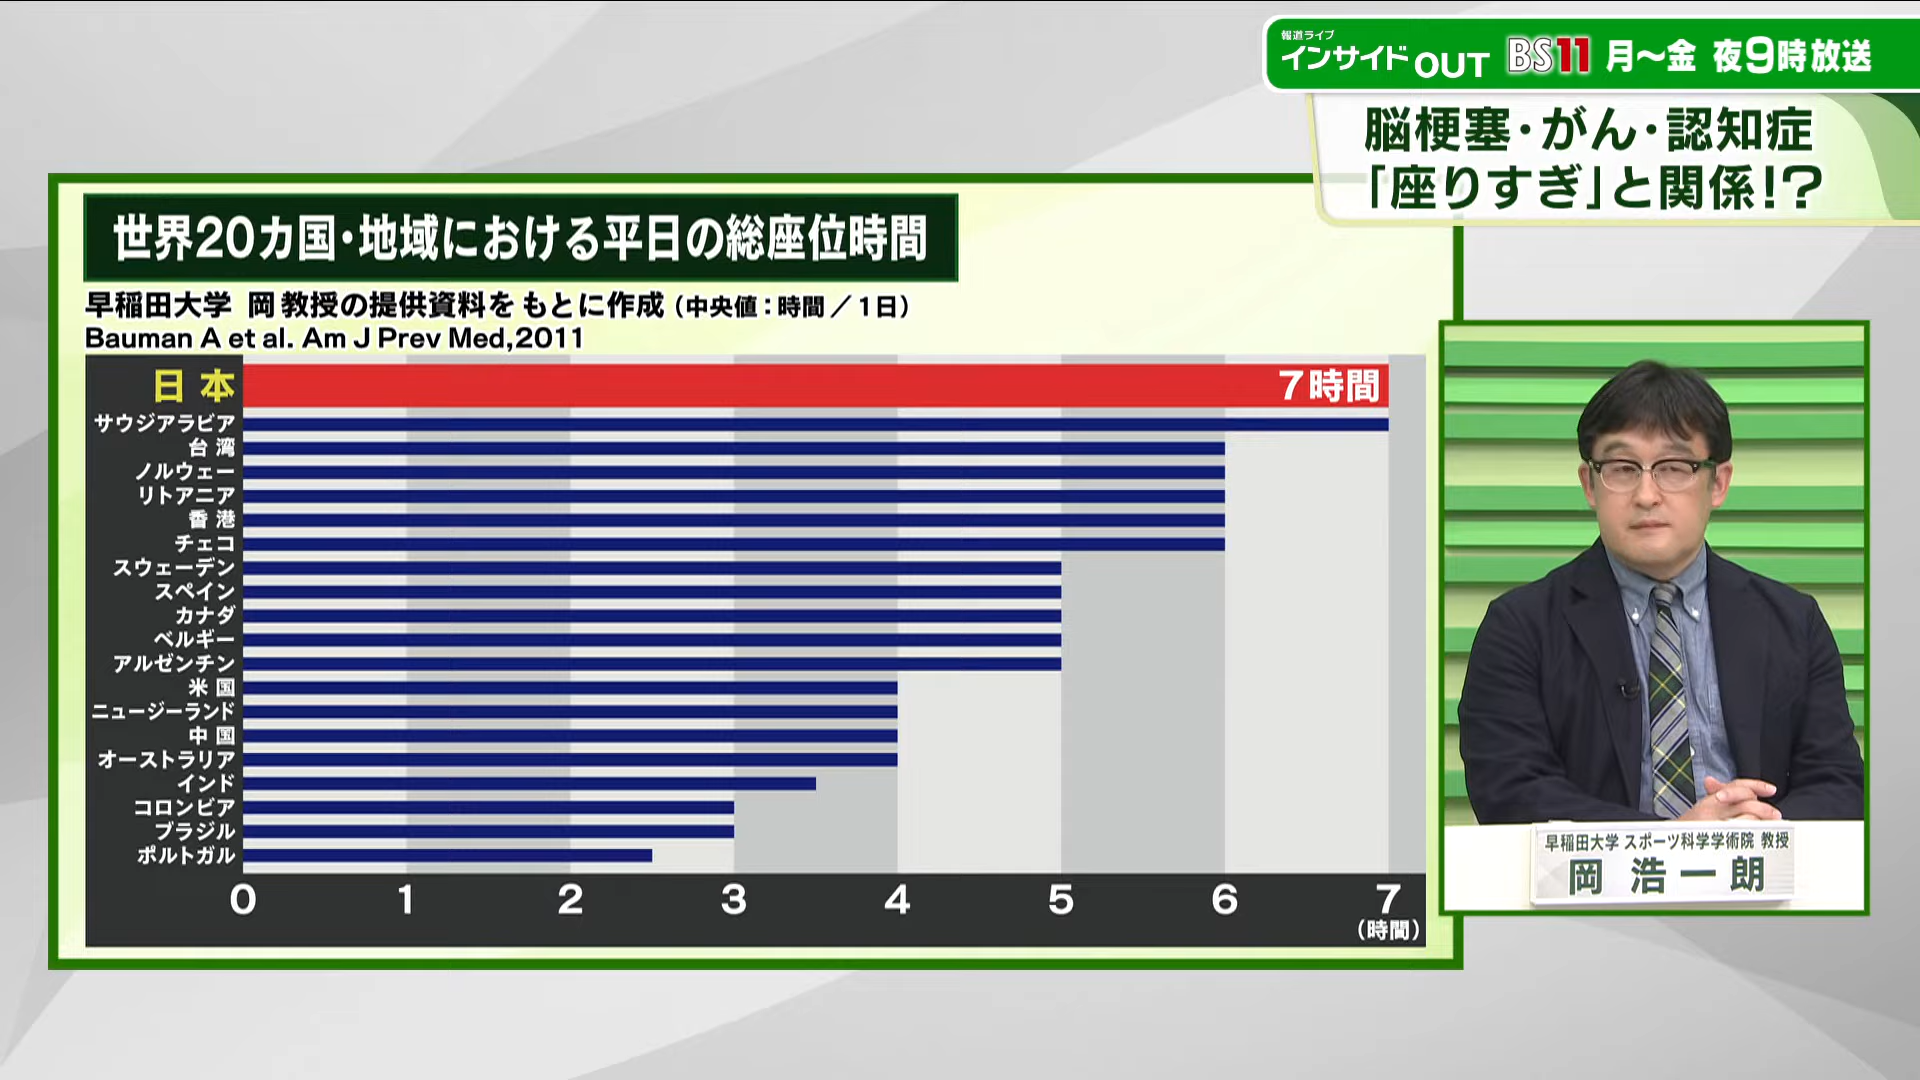 報道ライブ
インサイドOUT BS11 月～金 夜9時放送
脳梗塞・がん・認知症
「座りすぎ」と関係!?
世界20カ国・地域における平日の総座位時間
早稲田大学 岡教授の提供資料をもとに作成（中央値：時間／1日）
Bauman A et al. Am J Prev Med,2011
日本
7時間
サウジアラビア
台湾
ノルウェー
リトアニア
香港
チェコ
スウェーデン
スペイン
カナダ
ベルギー
アルゼンチン
米国
ニュージーランド
中国
オーストラリア
インド
コロンビア
ブラジル
ポルトガル
0 1 2 3 4 5 6 7
（時間）
早稲田大学 スポーツ科学学術院 教授
岡 浩一朗